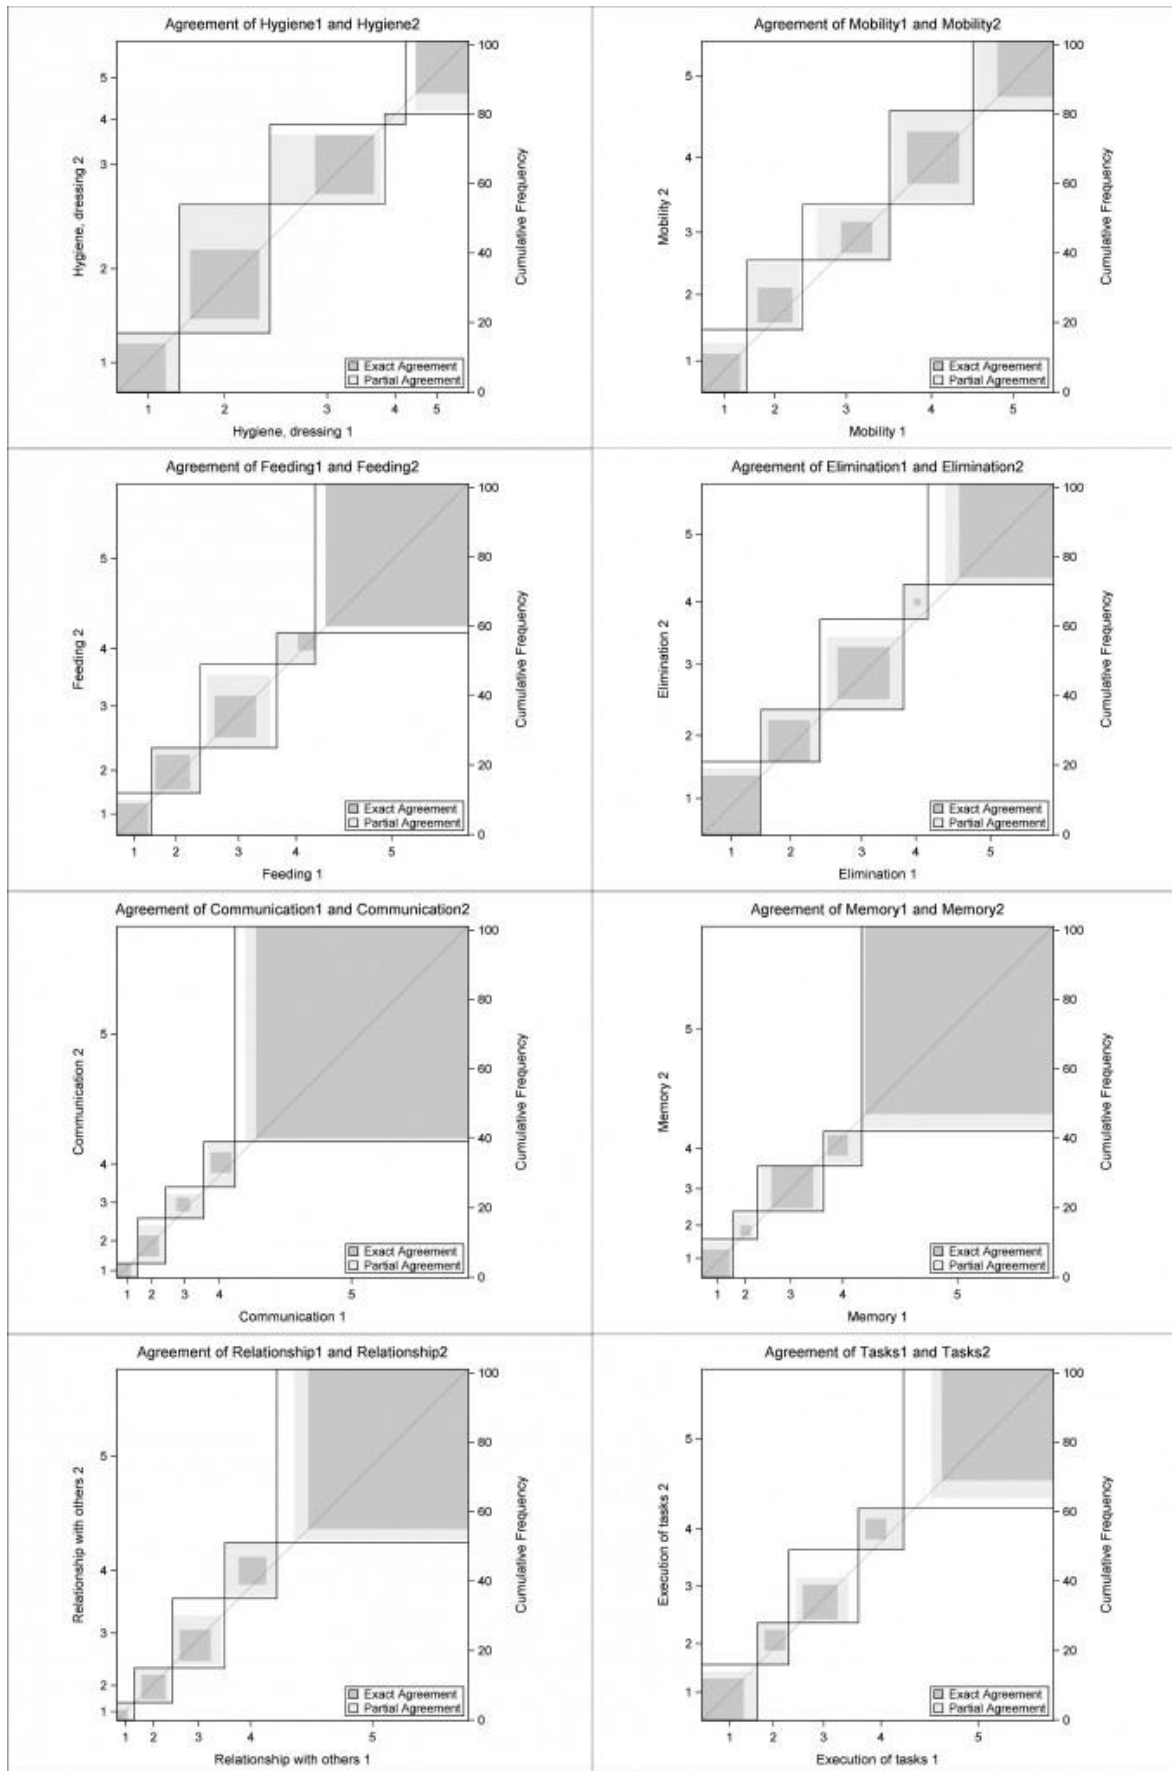 Agreement of Hygiene1 and Hygiene2
Hygiene, dressing 2
5
4
3
2
1
100
80
60
40
20
0
Cumulative Frequency
Exact Agreement
Partial Agreement
1 2 3 4 5
Hygiene, dressing 1
Agreement of Mobility1 and Mobility2
Mobility 2
5
4
3
2
1
100
80
60
40
20
0
Cumulative Frequency
Exact Agreement
Partial Agreement
1 2 3 4 5
Mobility 1
Agreement of Feeding1 and Feeding2
Feeding 2
5
4
3
2
1
100
80
60
40
20
0
Cumulative Frequency
Exact Agreement
Partial Agreement
1 2 3 4 5
Feeding 1
Agreement of Elimination1 and Elimination2
Elimination 2
5
4
3
2
1
100
80
60
40
20
0
Cumulative Frequency
Exact Agreement
Partial Agreement
1 2 3 4 5
Elimination 1
Agreement of Communication1 and Communication2
Communication 2
5
4
3
2
1
100
80
60
40
20
0
Cumulative Frequency
Exact Agreement
Partial Agreement
1 2 3 4 5
Communication 1
Agreement of Memory1 and Memory2
Memory 2
5
4
3
2
1
100
80
60
40
20
0
Cumulative Frequency
Exact Agreement
Partial Agreement
1 2 3 4 5
Memory 1
Agreement of Relationship1 and Relationship2
Relationship with others 2
5
4
3
2
1
100
80
60
40
20
0
Cumulative Frequency
Exact Agreement
Partial Agreement
1 2 3 4 5
Relationship with others 1
Agreement of Tasks1 and Tasks2
Execution of tasks 2
5
4
3
2
1
100
80
60
40
20
0
Cumulative Frequency
Exact Agreement
Partial Agreement
1 2 3 4 5
Execution of tasks 1